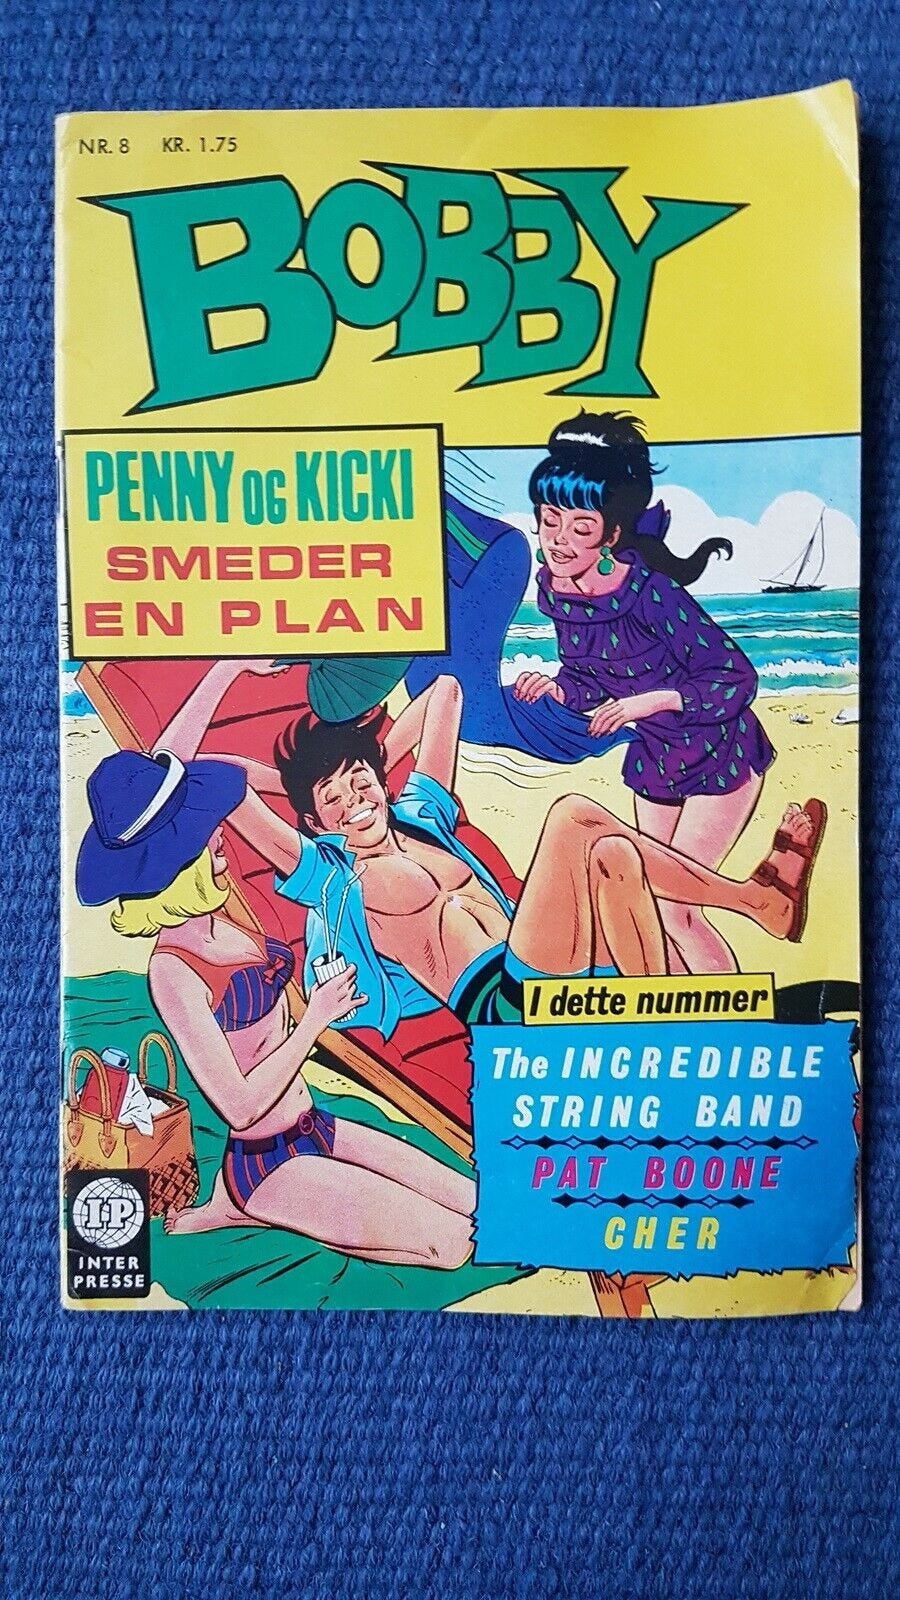 NR. 8 KR. 1.75
BOBBY
PENNY OG KICKI
SMEDER
EN PLAN
I dette nummer
The INCREDIBLE
STRING BAND
PAT BOONE
CHER
I·P
INTER
PRESSE